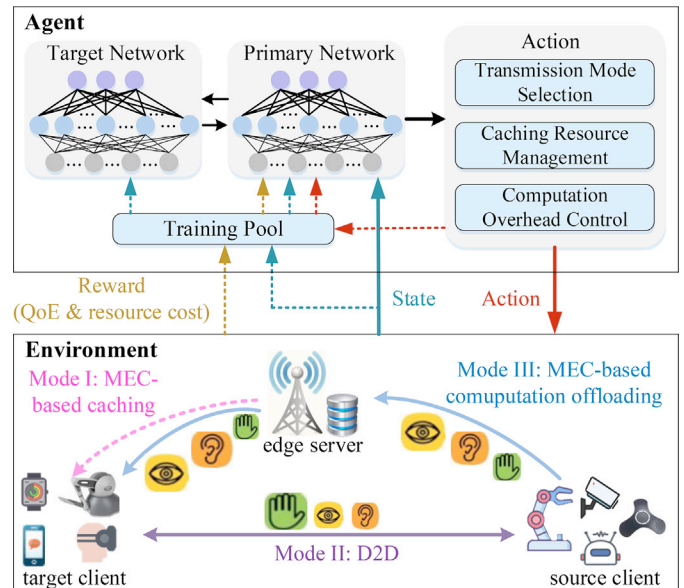 Agent
Target Network
Primary Network
Action
Transmission Mode
Selection
Caching Resource
Management
Computation
Overhead Control
Training Pool
Reward
(QoE & resource cost)
State
Action
Environment
Mode I: MEC-
based caching
Mode III: MEC-based
comuputation offloading
edge server
Mode II: D2D
target client
source client